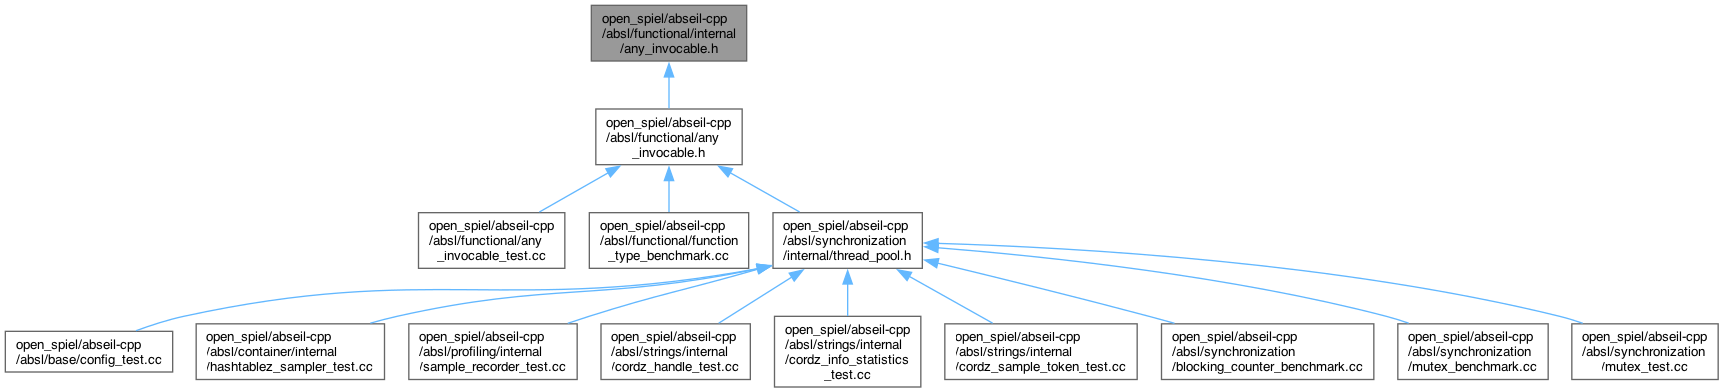 open_spiel/abseil-cpp
/absl/functional/internal
/any_invocable.h
open_spiel/abseil-cpp
/absl/functional/any
_invocable.h
open_spiel/abseil-cpp
/absl/functional/any
_invocable_test.cc
open_spiel/abseil-cpp
/absl/functional/function
_type_benchmark.cc
open_spiel/abseil-cpp
/absl/synchronization
/internal/thread_pool.h
open_spiel/abseil-cpp
/absl/base/config_test.cc
open_spiel/abseil-cpp
/absl/container/internal
/hashtablez_sampler_test.cc
open_spiel/abseil-cpp
/absl/profiling/internal
/sample_recorder_test.cc
open_spiel/abseil-cpp
/absl/strings/internal
/cordz_handle_test.cc
open_spiel/abseil-cpp
/absl/strings/internal
/cordz_info_statistics
_test.cc
open_spiel/abseil-cpp
/absl/strings/internal
/cordz_sample_token_test.cc
open_spiel/abseil-cpp
/absl/synchronization
/blocking_counter_benchmark.cc
open_spiel/abseil-cpp
/absl/synchronization
/mutex_benchmark.cc
open_spiel/abseil-cpp
/absl/synchronization
/mutex_test.cc